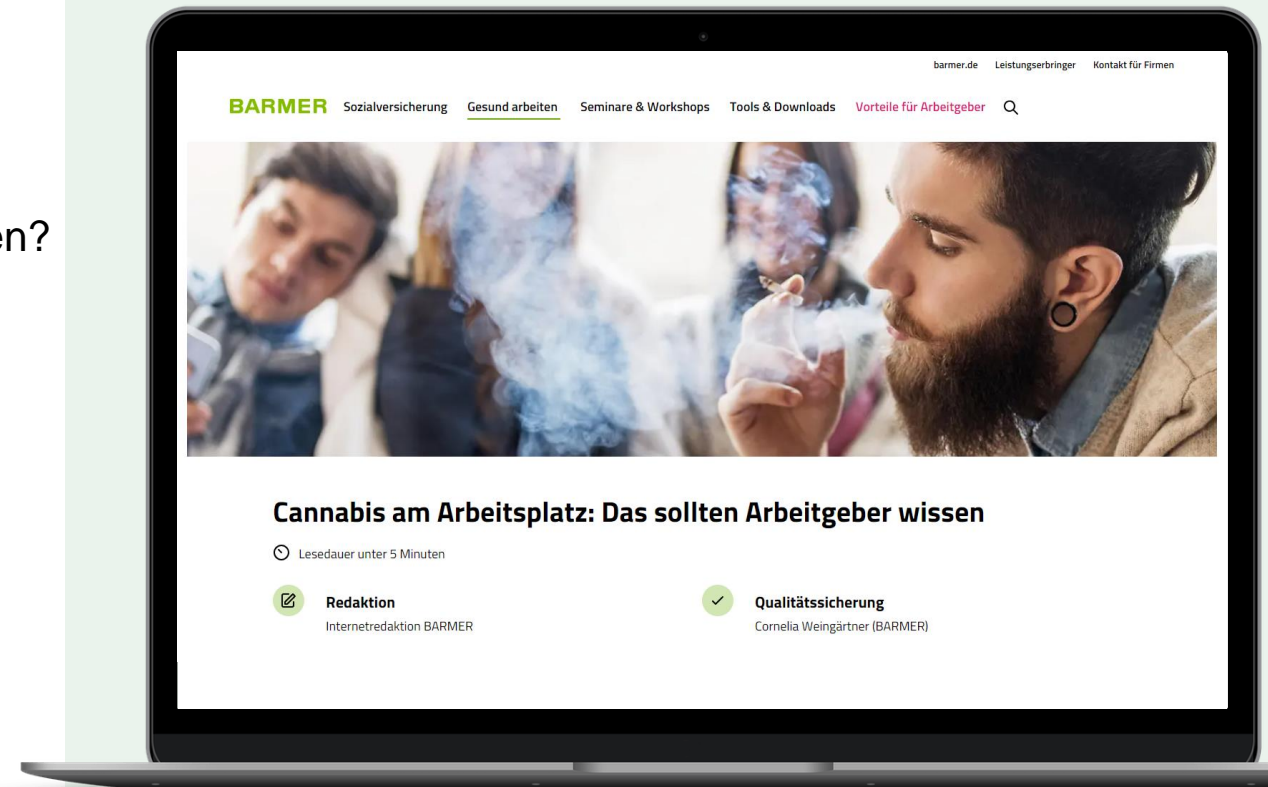 en?
barmer.de Leistungserbringer Kontakt für Firmen
BARMER Sozialversicherung Gesund arbeiten Seminare & Workshops Tools & Downloads Vorteile für Arbeitgeber
Cannabis am Arbeitsplatz: Das sollten Arbeitgeber wissen
Lesedauer unter 5 Minuten
Redaktion
Internetredaktion BARMER
Qualitätssicherung
Cornelia Weingärtner (BARMER)